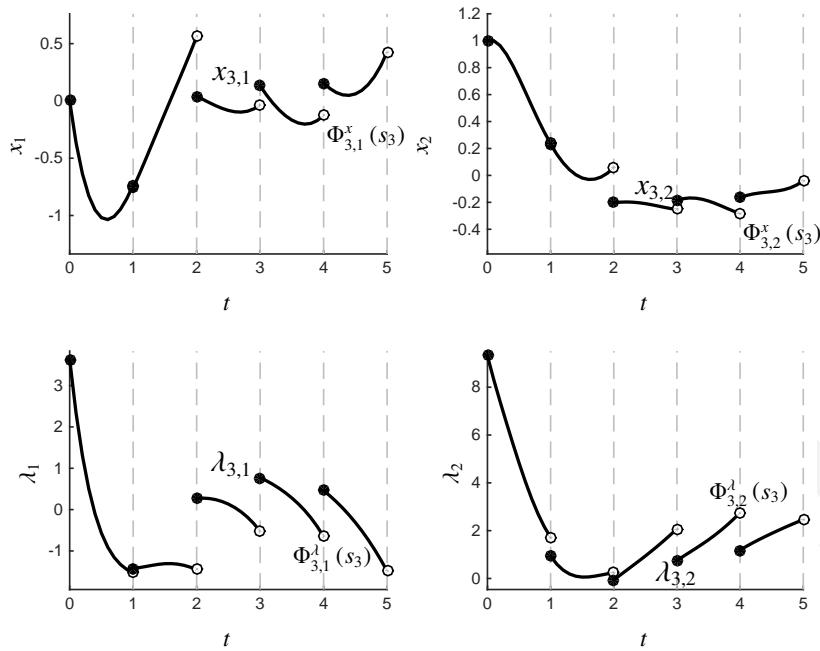 0.5
0
-0.5
-1
x₁
x₃,₁
Φˣ₃,₁ (s₃)
0 1 2 3 4 5
t
1.2
1
0.8
0.6
0.4
0.2
0
-0.2
-0.4
x₂
x₃,₂
Φˣ₃,₂ (s₃)
0 1 2 3 4 5
t
3
2
1
0
-1
λ₁
λ₃,₁
Φ^λ₃,₁ (s₃)
0 1 2 3 4 5
t
8
6
4
2
0
λ₂
Φ^λ₃,₂ (s₃)
λ₃,₂
0 1 2 3 4 5
t